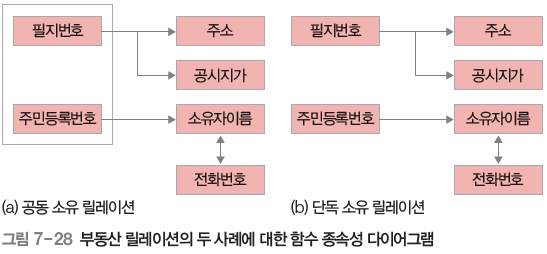 필지번호 주소 필지번호 주소
공시지가 공시지가
주민등록번호 소유자이름 주민등록번호 소유자이름
전화번호 전화번호
(a) 공동 소유 릴레이션 (b) 단독 소유 릴레이션
그림 7-28 부동산 릴레이션의 두 사례에 대한 함수 종속성 다이어그램